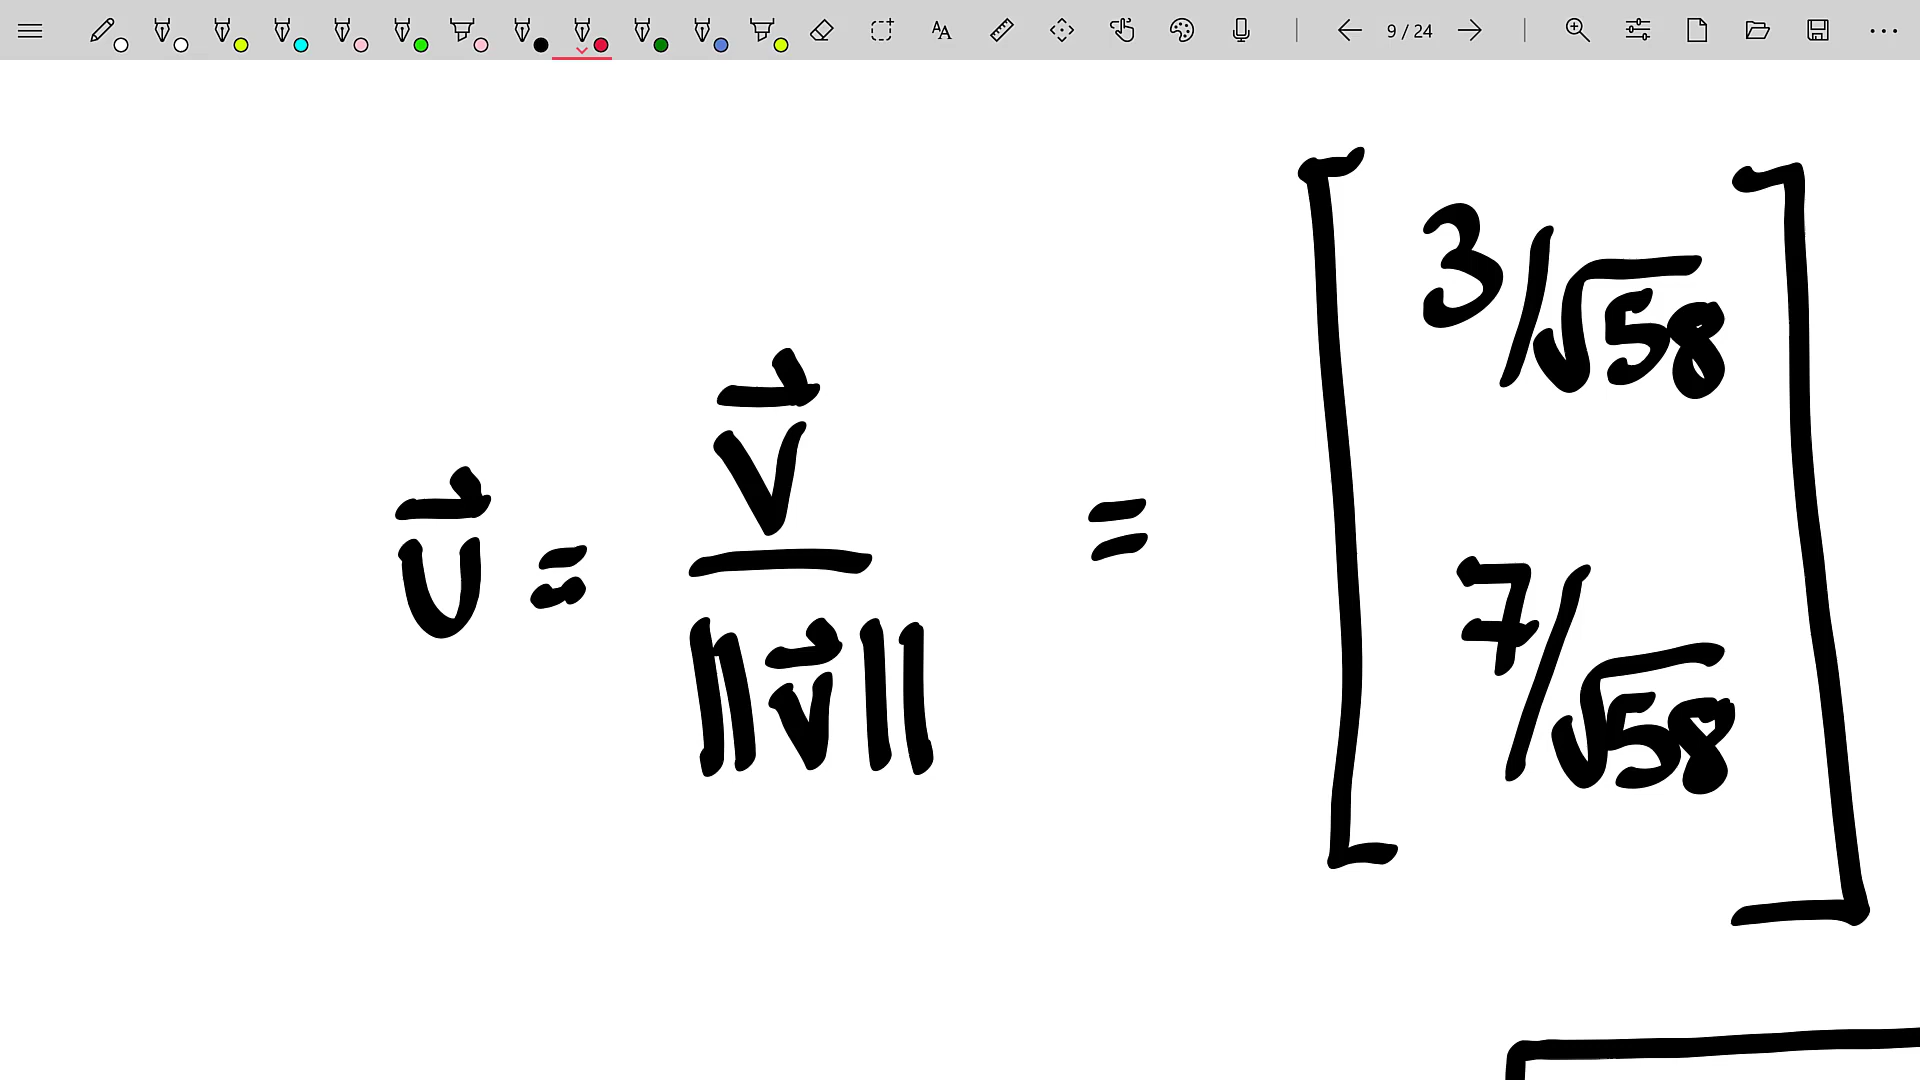 9 / 24
u⃗ = v⃗ / ||v⃗|| = [ 3/√58
7/√58 ]